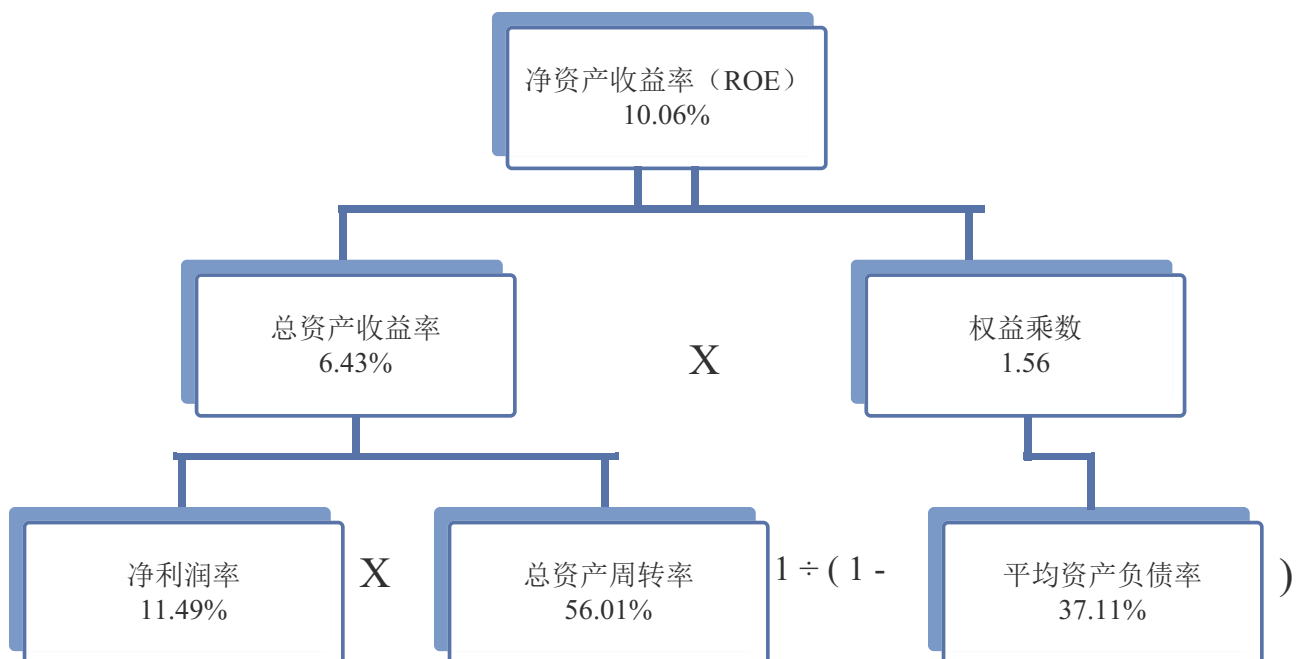 净资产收益率（ROE）
10.06%
总资产收益率
6.43%
X
权益乘数
1.56
净利润率
11.49%
X
总资产周转率
56.01%
1 ÷ ( 1 -
平均资产负债率
37.11%
)